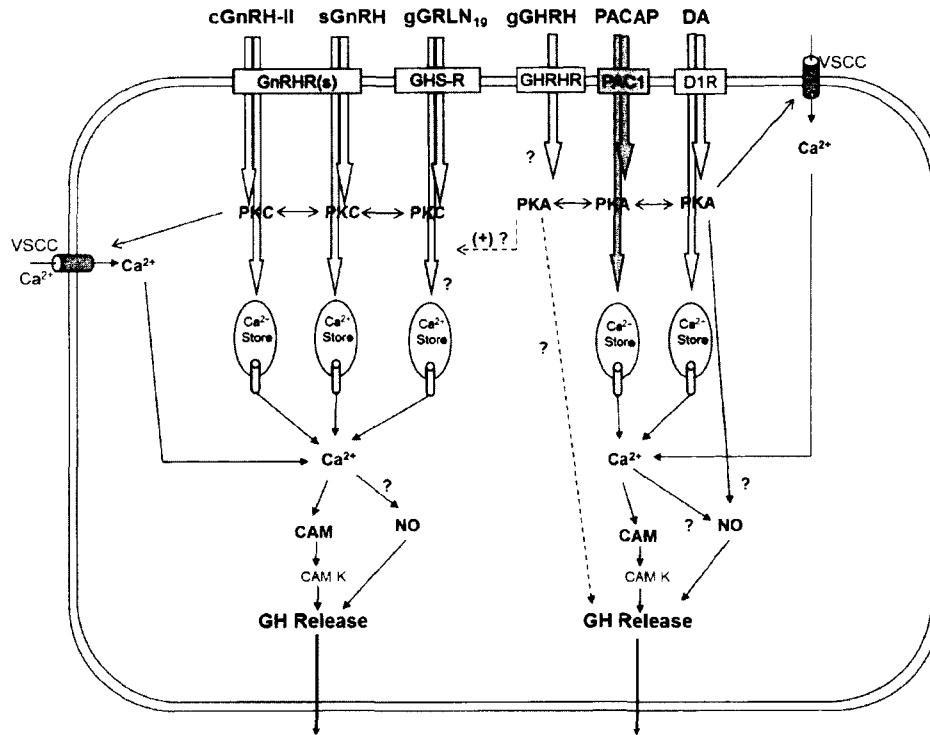 cGnRH-II sGnRH gGRLN19 gGHRH PACAP DA
VSCC
GnRHR(s) GHS-R GHRHR PAC1 D1R
Ca2+
?
PKC PKC PKC PKA PKA PKA
VSCC
Ca2+ Ca2+
(+) ?
?
Ca2+ Store
Ca2+ Store
Ca2+ Store
Ca2- Store
Ca2- Store
?
Ca2+ Ca2+
? ?
CAM NO CAM ? NO
CAM K CAM K
GH Release GH Release